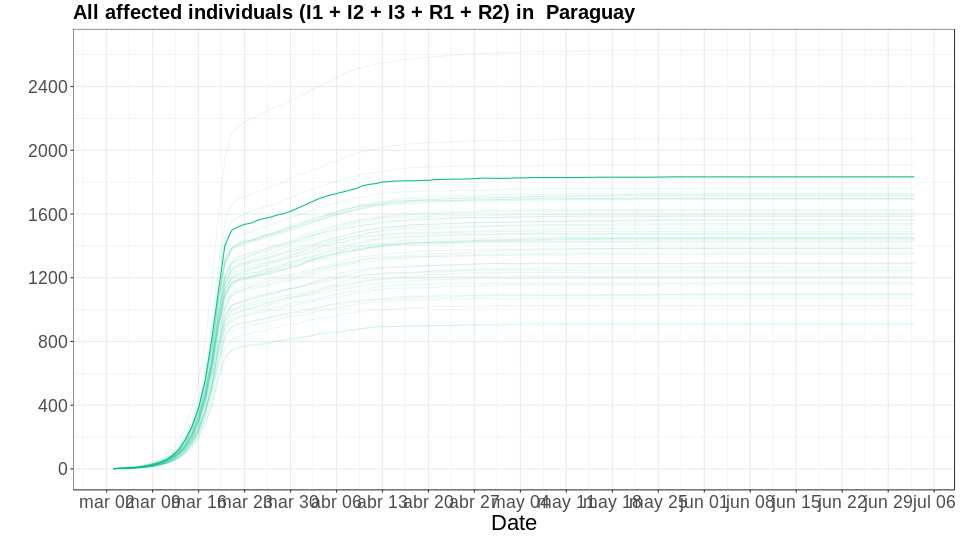 All affected individuals (I1 + I2 + I3 + R1 + R2) in  Paraguay
2400
2000
1600
1200
800
400
0
mar 02 mar 09 mar 16 mar 23 mar 30 abr 06 abr 13 abr 20 abr 27 may 04 may 11 may 18 may 25 jun 01 jun 08 jun 15 jun 22 jun 29 jul 06
Date